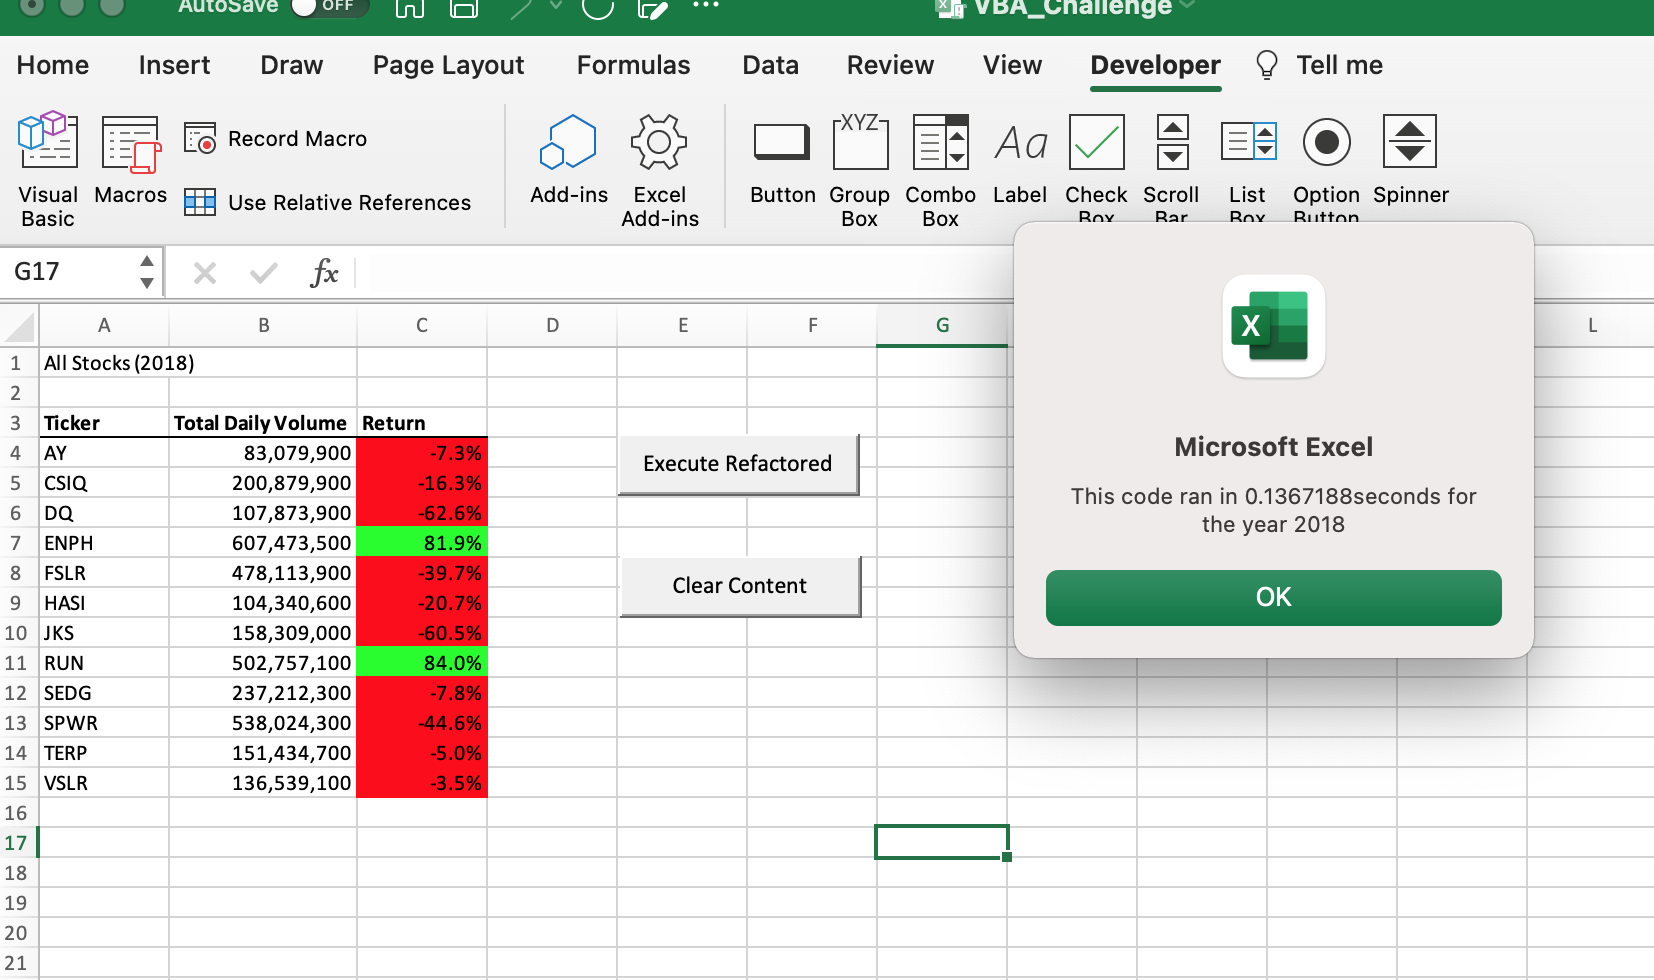 AutoSave OFF VBA_Challenge
Home Insert Draw Page Layout Formulas Data Review View Developer Tell me
Visual Basic
Macros
Record Macro
Use Relative References
Add-ins
Excel Add-ins
Button
XYZ
Group Box
Combo Box
Aa
Label
Check Box
Scroll Bar
List Box
Option Button
Spinner
G17 fx
A B C D E F G L
1 All Stocks (2018)
2
3 Ticker Total Daily Volume Return
4 AY 83,079,900 -7.3%
5 CSIQ 200,879,900 -16.3%
6 DQ 107,873,900 -62.6%
7 ENPH 607,473,500 81.9%
8 FSLR 478,113,900 -39.7%
9 HASI 104,340,600 -20.7%
10 JKS 158,309,000 -60.5%
11 RUN 502,757,100 84.0%
12 SEDG 237,212,300 -7.8%
13 SPWR 538,024,300 -44.6%
14 TERP 151,434,700 -5.0%
15 VSLR 136,539,100 -3.5%
16
17
18
19
20
21
Execute Refactored
Clear Content
X
Microsoft Excel
This code ran in 0.1367188seconds for
the year 2018
OK